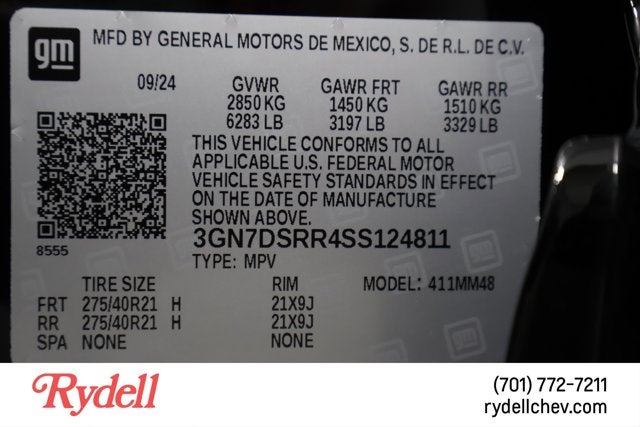 gm MFD BY GENERAL MOTORS DE MEXICO, S. DE R.L. DE C.V.
09/24 GVWR GAWR FRT GAWR RR
2850 KG 1450 KG 1510 KG
6283 LB 3197 LB 3329 LB
THIS VEHICLE CONFORMS TO ALL
APPLICABLE U.S. FEDERAL MOTOR
VEHICLE SAFETY STANDARDS IN EFFECT
ON THE DATE OF MANUFACTURE
SHOWN ABOVE.
8555 3GN7DSRR4SS124811
TYPE: MPV
TIRE SIZE RIM MODEL: 411MM48
FRT 275/40R21 H 21X9J
RR 275/40R21 H 21X9J
SPA NONE NONE
Rydell (701) 772-7211
rydellchev.com